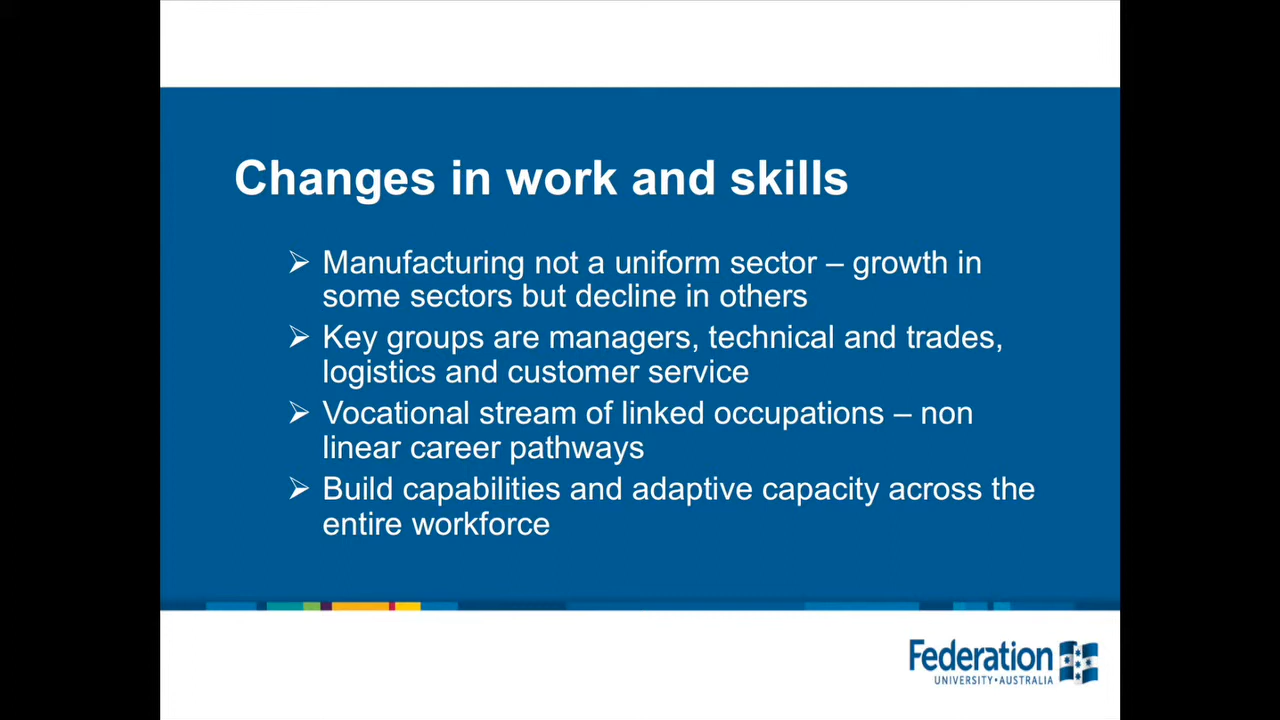 Changes in work and skills
➢ Manufacturing not a uniform sector – growth in
some sectors but decline in others
➢ Key groups are managers, technical and trades,
logistics and customer service
➢ Vocational stream of linked occupations – non
linear career pathways
➢ Build capabilities and adaptive capacity across the
entire workforce
Federation
UNIVERSITY • AUSTRALIA